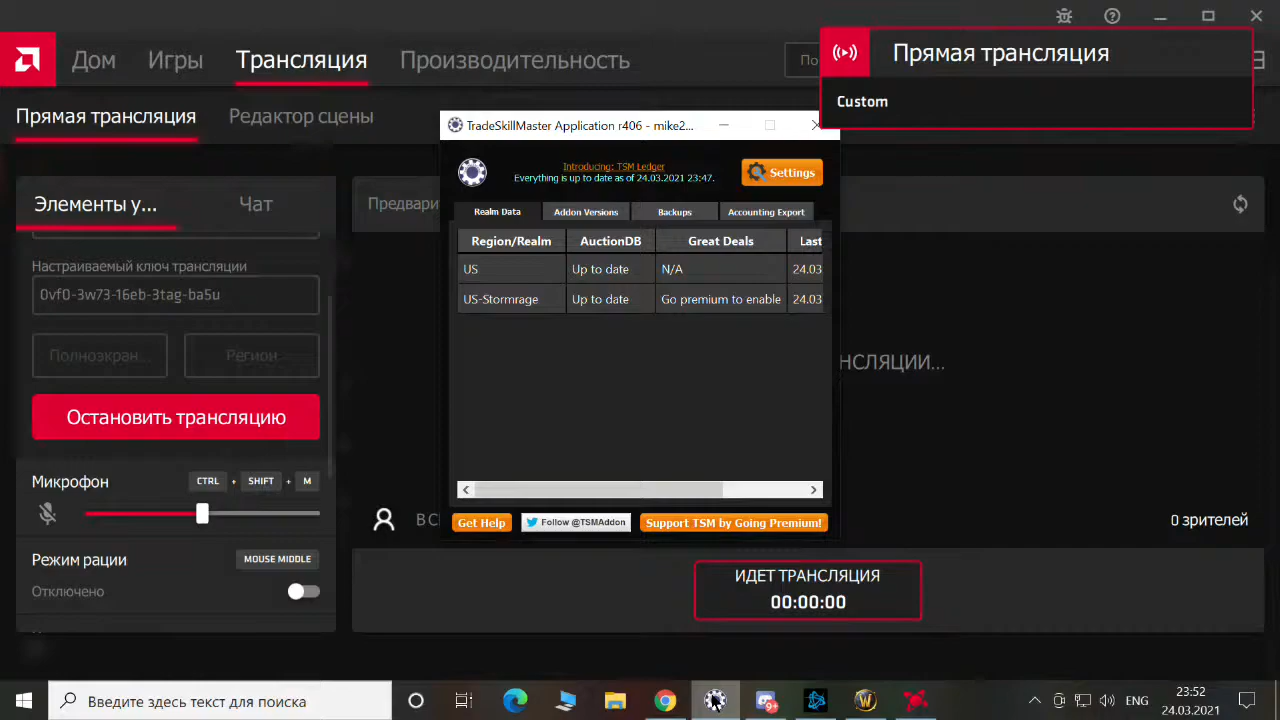 Дом
Игры
Трансляция
Производительность
Прямая трансляция
Custom
Прямая трансляция
Редактор сцены
Элементы у...
Чат
Настраиваемый ключ трансляции
0vf0-3w73-16eb-3tag-ba5u
Полноэкран...
Регион
Остановить трансляцию
Микрофон
CTRL + SHIFT + M
Режим рации
MOUSE MIDDLE
Отключено
TradeSkillMaster Application r406 - mike2...
Introducing: TSM Ledger
Everything is up to date as of 24.03.2021 23:47.
Settings
Realm Data
Addon Versions
Backups
Accounting Export
Region/Realm AuctionDB Great Deals Last
US Up to date N/A 24.03
US-Stormrage Up to date Go premium to enable 24.03
Get Help
Follow @TSMAddon
Support TSM by Going Premium!
0 зрителей
ИДЕТ ТРАНСЛЯЦИЯ
00:00:00
Введите здесь текст для поиска
9+
ENG
23:52
24.03.2021